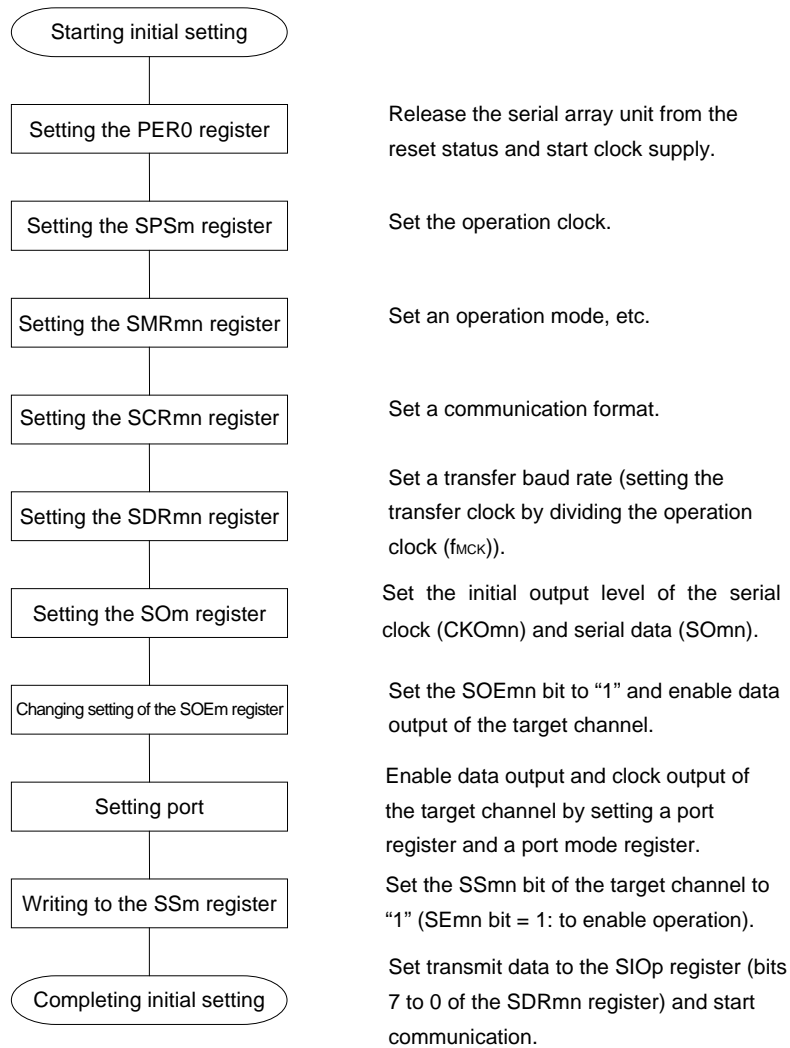 Starting initial setting
Setting the PER0 register
Release the serial array unit from the
reset status and start clock supply.
Setting the SPSm register
Set the operation clock.
Setting the SMRmn register
Set an operation mode, etc.
Setting the SCRmn register
Set a communication format.
Setting the SDRmn register
Set a transfer baud rate (setting the
transfer clock by dividing the operation
clock (fMCK)).
Setting the SOm register
Set the initial output level of the serial
clock (CKOmn) and serial data (SOmn).
Changing setting of the SOEm register
Set the SOEmn bit to “1” and enable data
output of the target channel.
Setting port
Enable data output and clock output of
the target channel by setting a port
register and a port mode register.
Writing to the SSm register
Set the SSmn bit of the target channel to
“1” (SEmn bit = 1: to enable operation).
Completing initial setting
Set transmit data to the SIOp register (bits
7 to 0 of the SDRmn register) and start
communication.